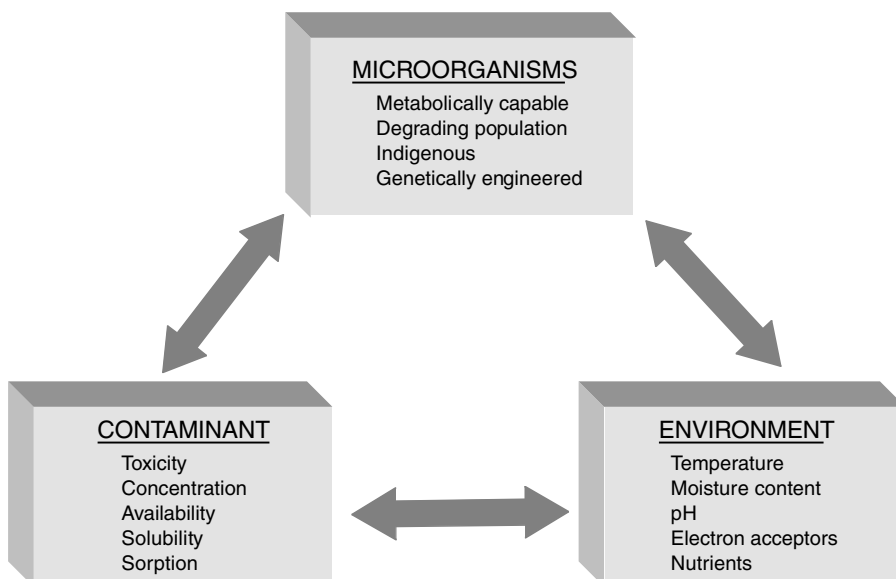 MICROORGANISMS
Metabolically capable
Degrading population
Indigenous
Genetically engineered
CONTAMINANT
Toxicity
Concentration
Availability
Solubility
Sorption
ENVIRONMENT
Temperature
Moisture content
pH
Electron acceptors
Nutrients